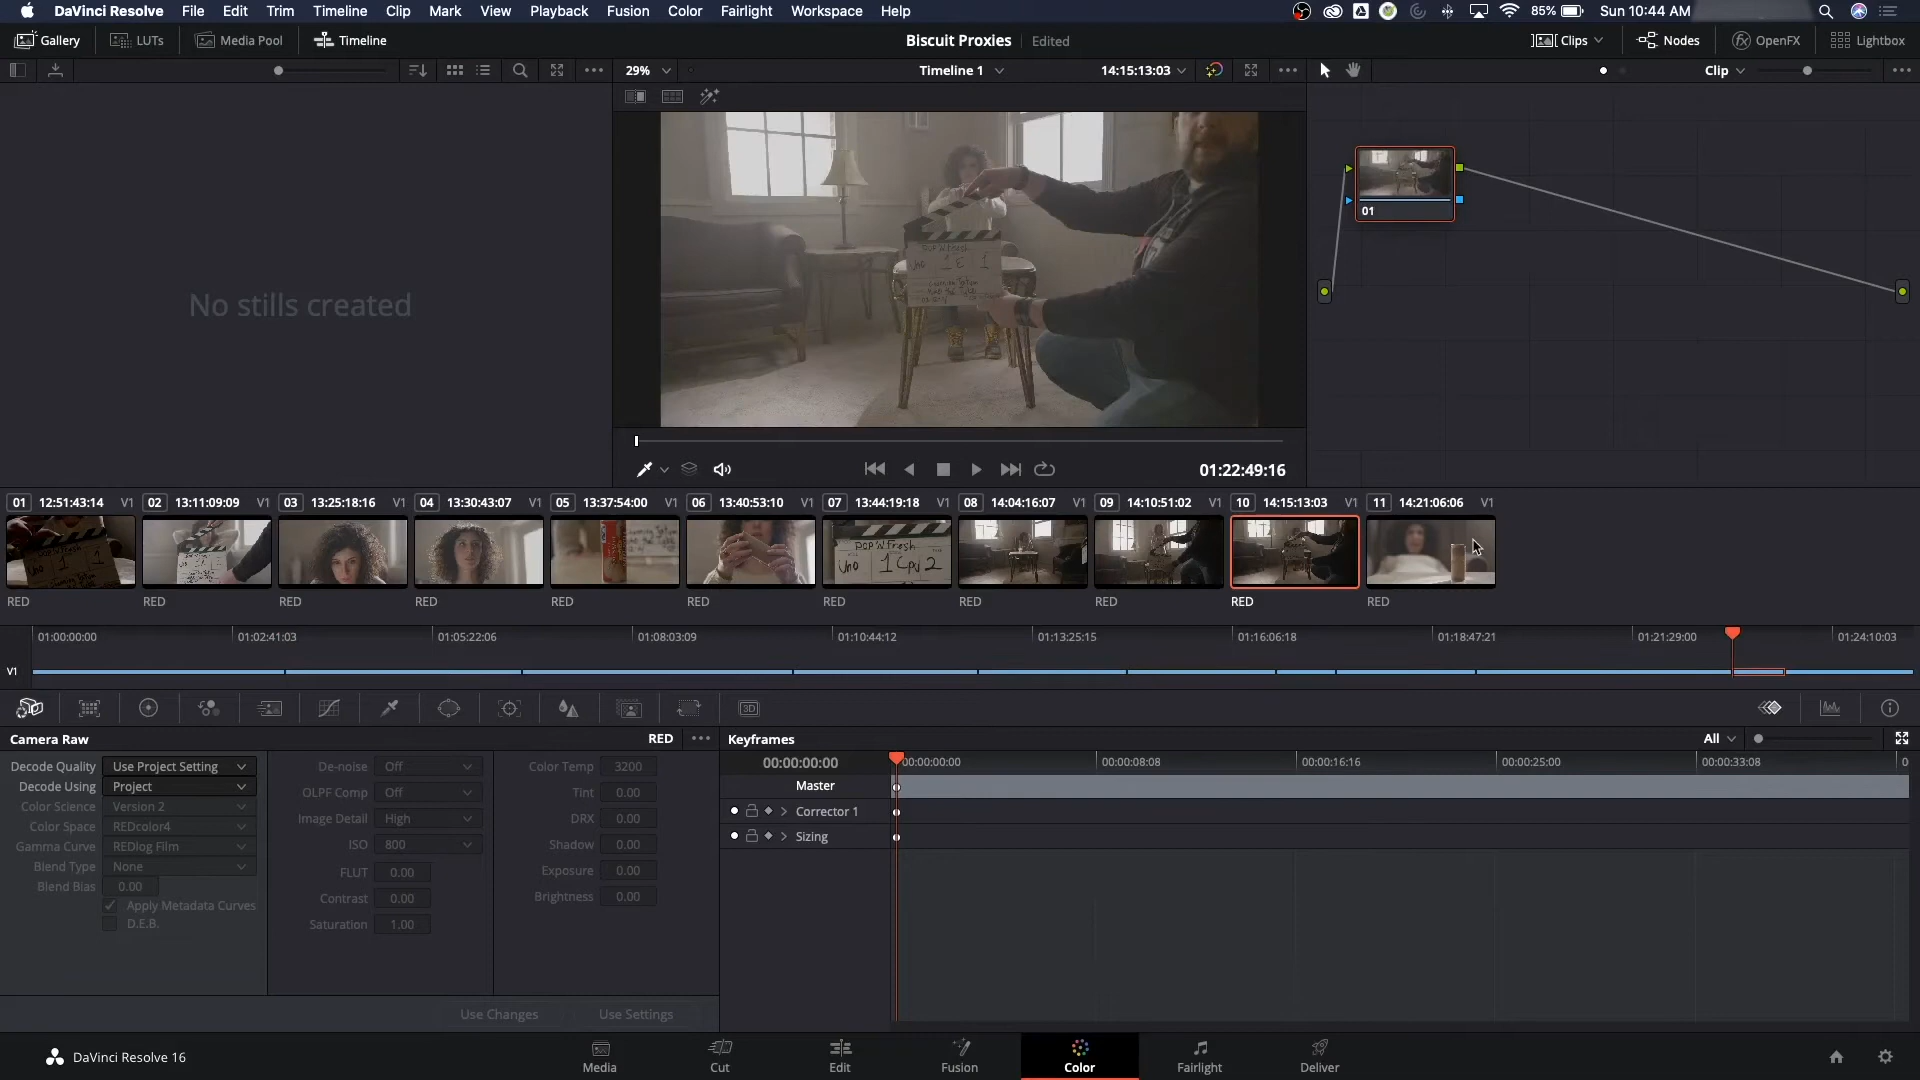 DaVinci Resolve File Edit Trim Timeline Clip Mark View Playback Fusion Color Fairlight Workspace Help 85% Sun 10:44 AM
Gallery LUTs Media Pool Timeline Biscuit Proxies Edited Clips Nodes OpenFX Lightbox
29% Timeline 1 14:15:13:03 Clip
No stills created
POP N Fresh
Uno 1E 1
01
01:22:49:16
01 12:51:43:14 V1 02 13:11:09:09 V1 03 13:25:18:16 V1 04 13:30:43:07 V1 05 13:37:54:00 V1 06 13:40:53:10 V1 07 13:44:19:18 V1 08 14:04:16:07 V1 09 14:10:51:02 V1 10 14:15:13:03 V1 11 14:21:06:06 V1
POP N Fresh
Uno 1 2
RED RED RED RED RED RED RED RED RED RED RED
01:00:00:00 01:02:41:03 01:05:22:06 01:08:03:09 01:10:44:12 01:13:25:15 01:16:06:18 01:18:47:21 01:21:29:00 01:24:10:03
V1
3D
Camera Raw RED Keyframes All
Decode Quality Use Project Setting De-noise Off Color Temp 3200 00:00:00:00 00:00:00:00 00:00:08:08 00:00:16:16 00:00:25:00 00:00:33:08 0
Decode Using Project OLPF Comp Off Tint 0.00 Master
Color Science Version 2 Image Detail High DRX 0.00 Corrector 1
Color Space REDcolor4 ISO 800 Shadow 0.00 Sizing
Gamma Curve REDlog Film FLUT 0.00 Exposure 0.00
Blend Type None Contrast 0.00 Brightness 0.00
Blend Bias 0.00 Saturation 1.00
Apply Metadata Curves
D.E.B.
Use Changes Use Settings
DaVinci Resolve 16 Media Cut Edit Fusion Color Fairlight Deliver